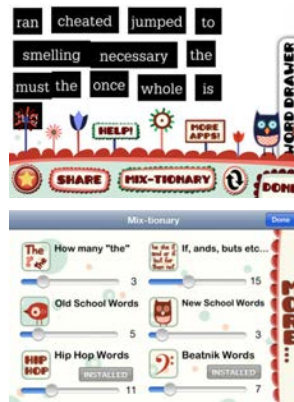 ran cheated jumped to
smelling necessary the
must the once whole is
HELP! MORE APPS!
WORD DRAWER
SHARE MIX-TIONARY DONE
Mix-tionary Done
The ? How many "the" If, ands, buts etc...
3 15
Old School Words New School Words
5 3
HIP HOP Hip Hop Words Beatnik Words
INSTALLED INSTALLED
11 7
MORE...